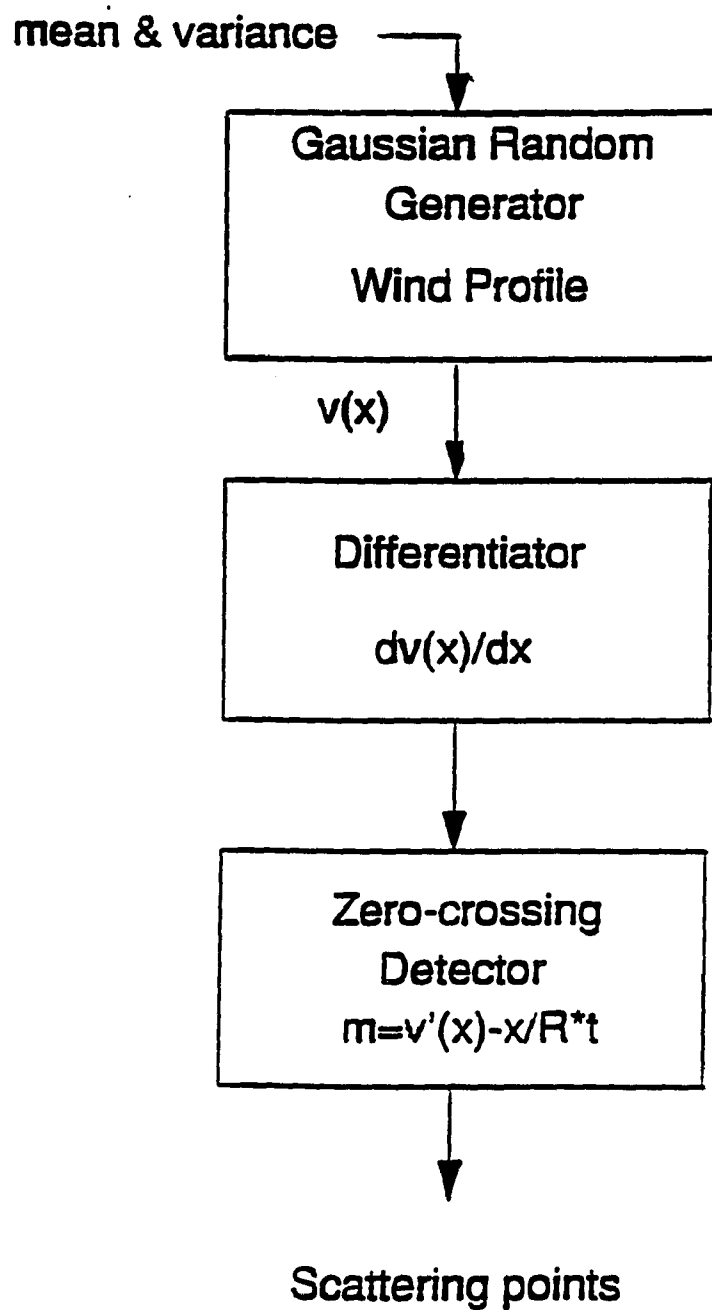 mean & variance
Gaussian Random
Generator
Wind Profile
v(x)
Differentiator
dv(x)/dx
Zero-crossing
Detector
m=v'(x)-x/R*t
Scattering points